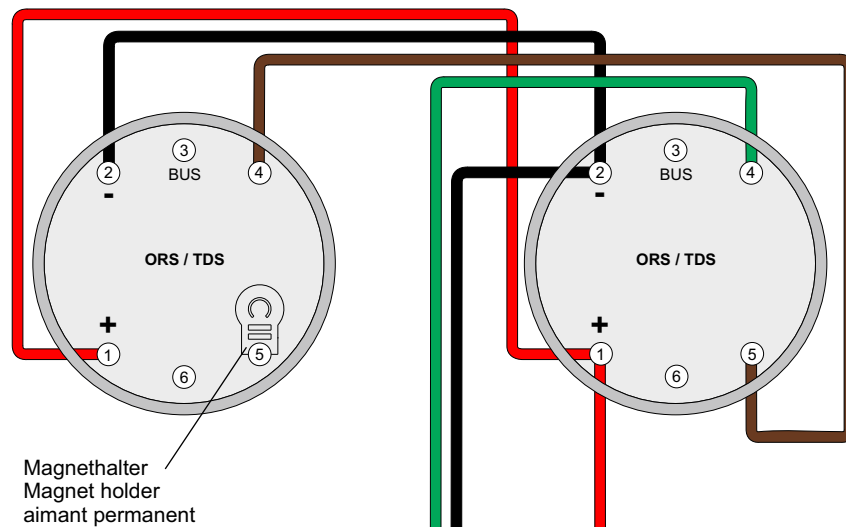 3
BUS
2
4
-
ORS / TDS
+
1
5
6
3
BUS
2
4
-
ORS / TDS
+
1
5
6
Magnethalter
Magnet holder
aimant permanent